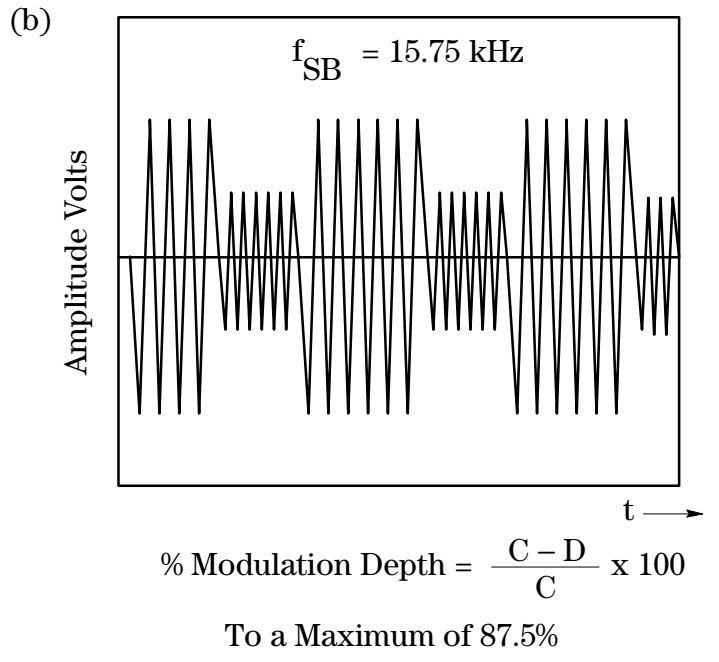 (b)
f_SB = 15.75 kHz
Amplitude Volts
t
% Modulation Depth = C – D / C x 100
To a Maximum of 87.5%